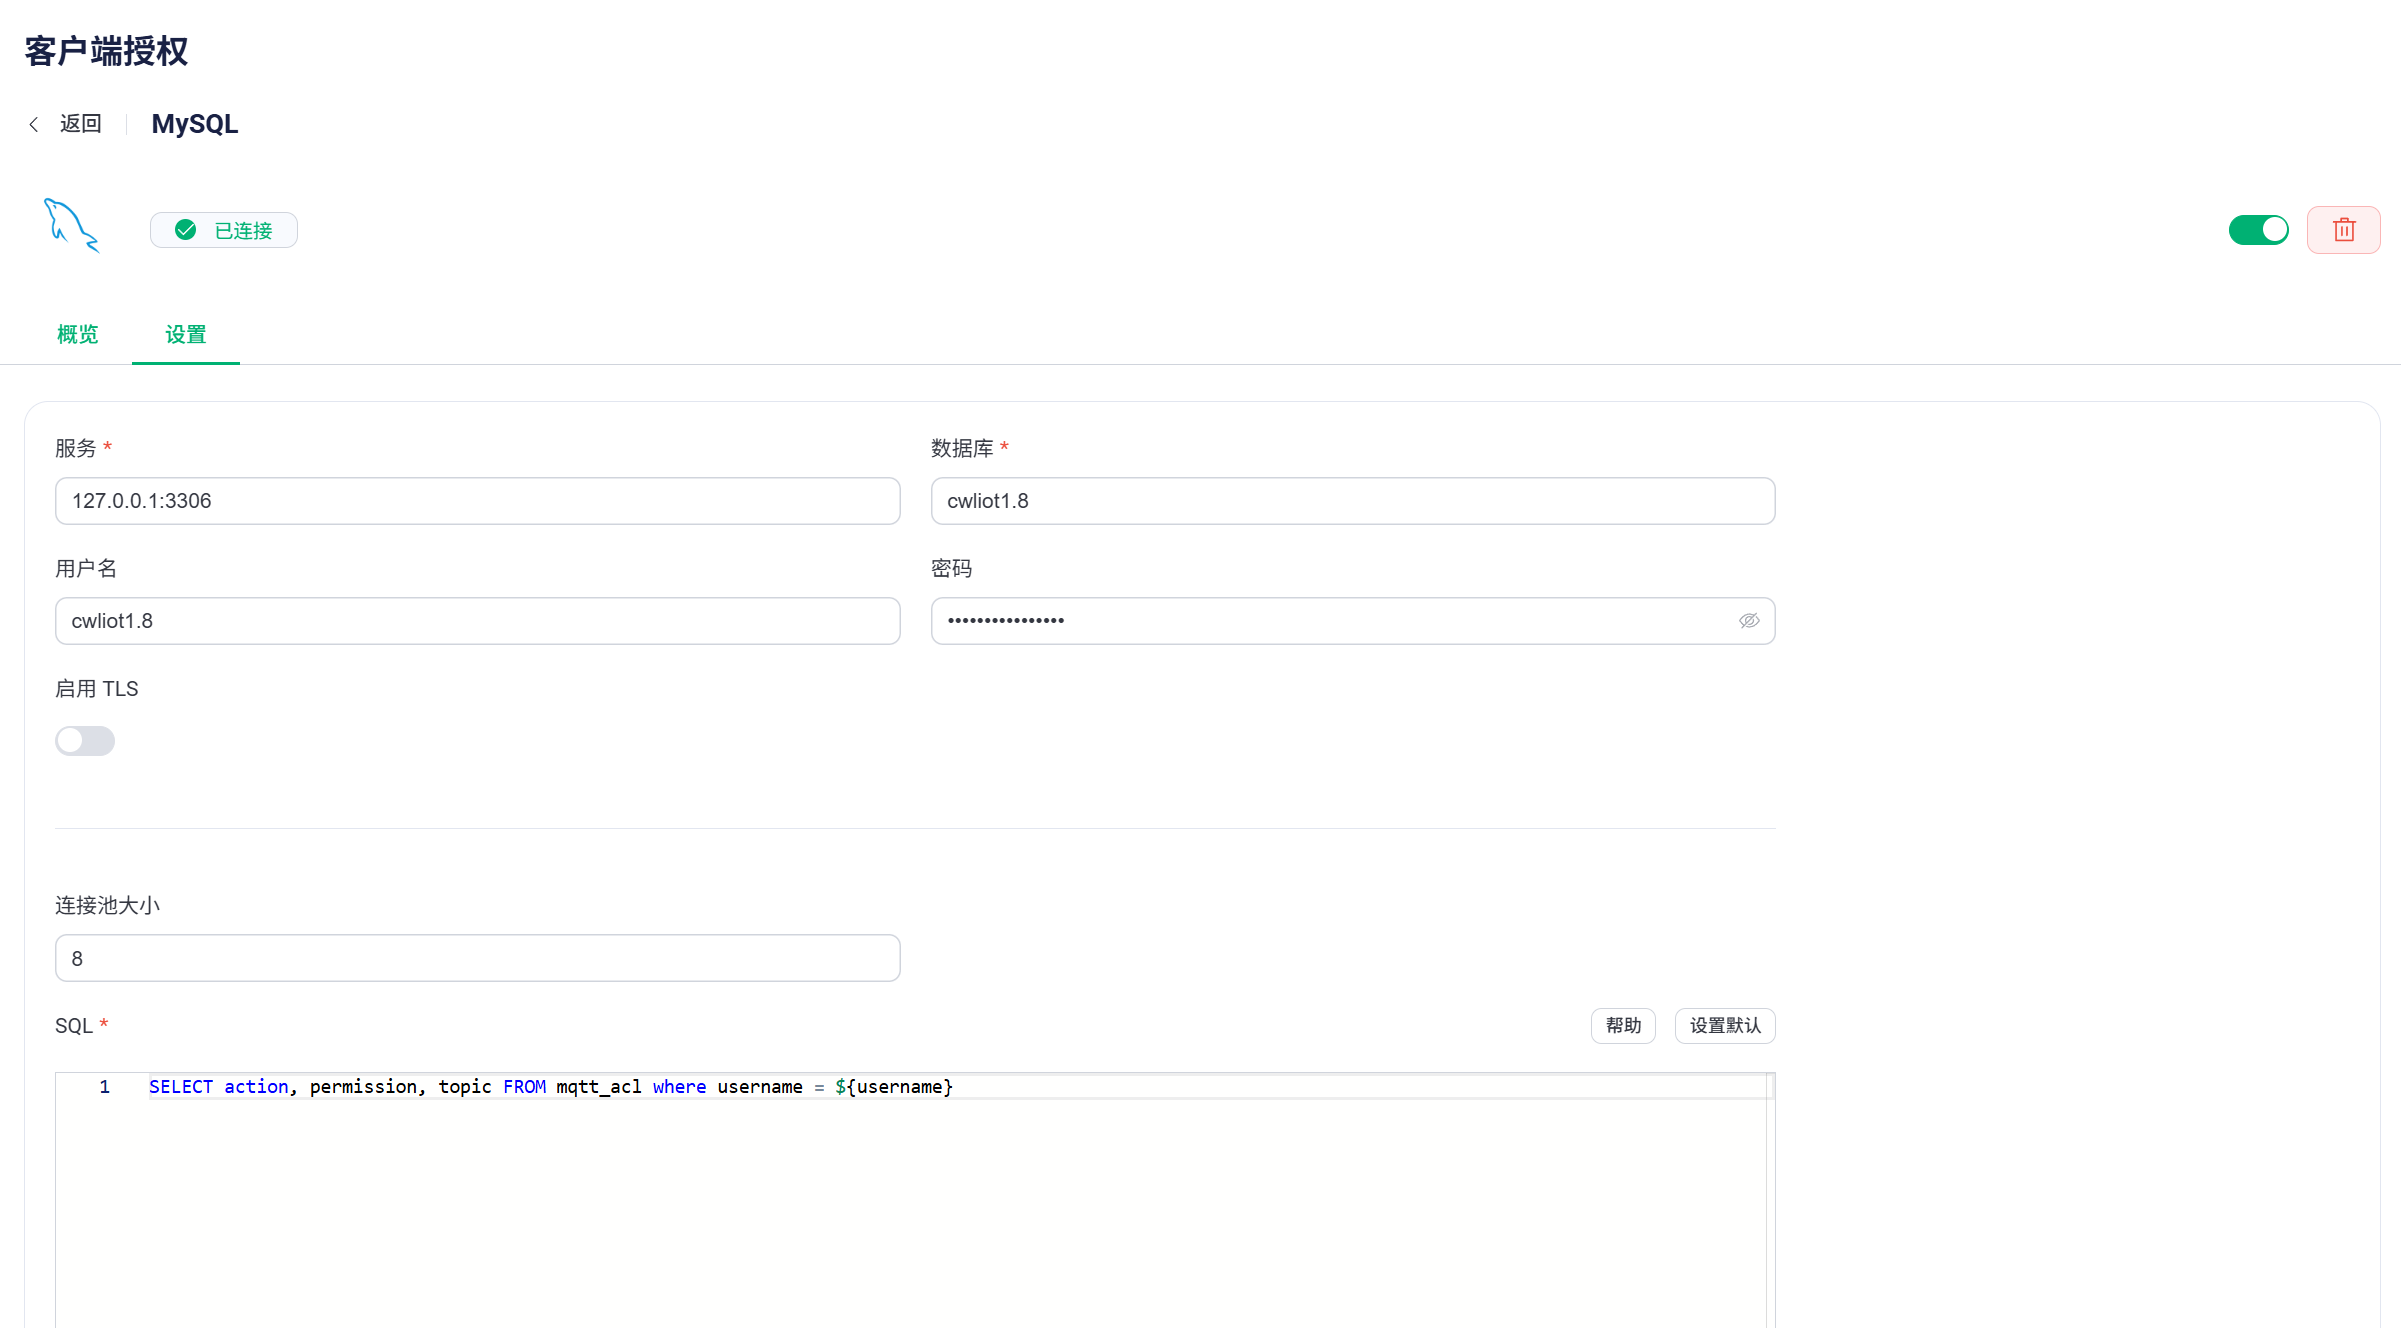 客户端授权
返回
MySQL
已连接
概览
设置
服务 *
数据库 *
127.0.0.1:3306
cwliot1.8
用户名
密码
cwliot1.8
••••••••••••••••
启用 TLS
连接池大小
8
SQL *
帮助
设置默认
1 SELECT action, permission, topic FROM mqtt_acl where username = ${username}